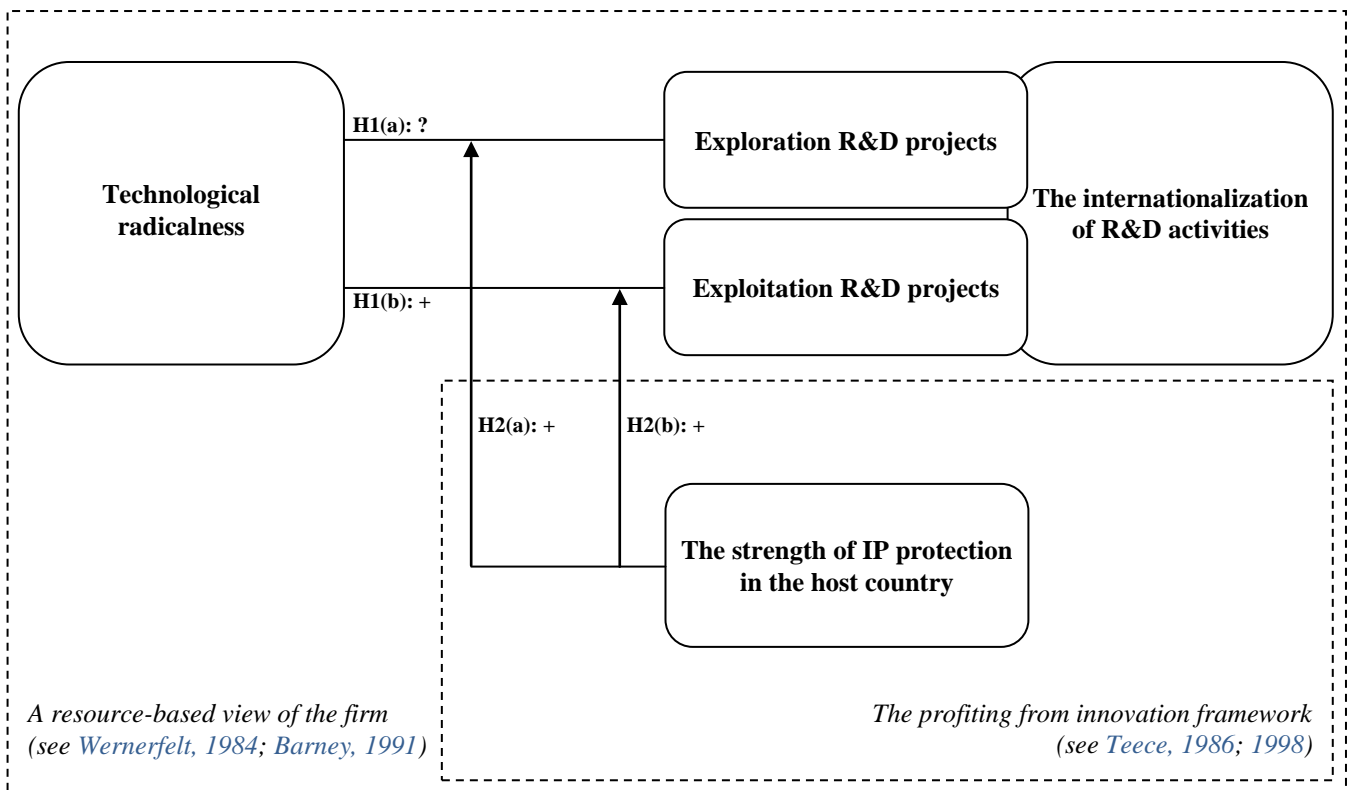 H1(a): ?
Exploration R&D projects
Technological
radicalness
The internationalization
of R&D activities
Exploitation R&D projects
H1(b): +
H2(a): +
H2(b): +
The strength of IP protection
in the host country
A resource-based view of the firm
(see Wernerfelt, 1984; Barney, 1991)
The profiting from innovation framework
(see Teece, 1986; 1998)